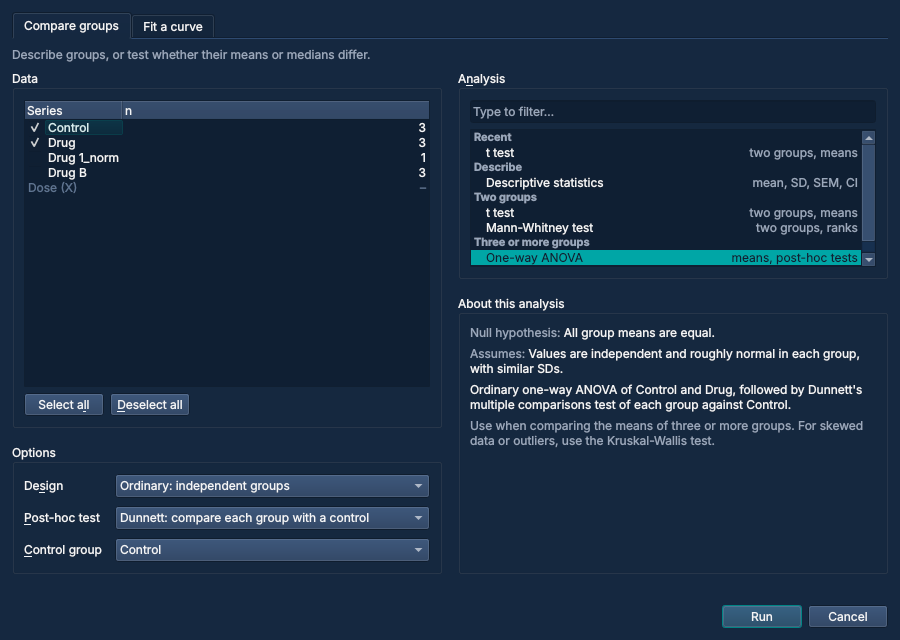 Compare groups
Fit a curve
Describe groups, or test whether their means or medians differ.
Data
Series n
✓ Control 3
✓ Drug 3
Drug 1_norm 1
Drug B 3
Dose (X) –
Select all
Deselect all
Options
Design Ordinary: independent groups
Post-hoc test Dunnett: compare each group with a control
Control group Control
Analysis
Type to filter...
Recent
t test two groups, means
Describe
Descriptive statistics mean, SD, SEM, CI
Two groups
t test two groups, means
Mann-Whitney test two groups, ranks
Three or more groups
One-way ANOVA means, post-hoc tests
About this analysis
Null hypothesis: All group means are equal.
Assumes: Values are independent and roughly normal in each group,
with similar SDs.
Ordinary one-way ANOVA of Control and Drug, followed by Dunnett's
multiple comparisons test of each group against Control.
Use when comparing the means of three or more groups. For skewed
data or outliers, use the Kruskal-Wallis test.
Run
Cancel